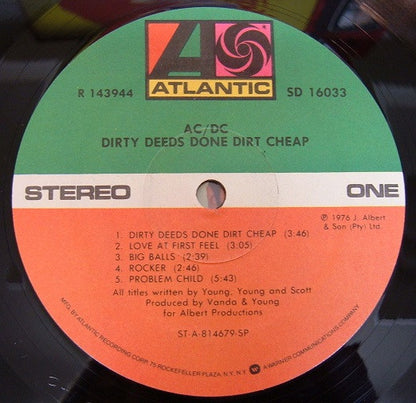 R 143944
ATLANTIC
SD 16033
AC/DC
DIRTY DEEDS DONE DIRT CHEAP
STEREO
ONE
℗ 1976 J. Albert
& Son (Pty) Ltd.
1. DIRTY DEEDS DONE DIRT CHEAP (3:46)
2. LOVE AT FIRST FEEL (3:05)
3. BIG BALLS (2:39)
4. ROCKER (2:46)
5. PROBLEM CHILD (5:43)
All titles written by Young, Young and Scott
Produced by Vanda & Young
for Albert Productions
ST-A-814679-SP
MFG. BY ATLANTIC RECORDING CORP., 75 ROCKEFELLER PLAZA, N.Y., N.Y. A WARNER COMMUNICATIONS COMPANY